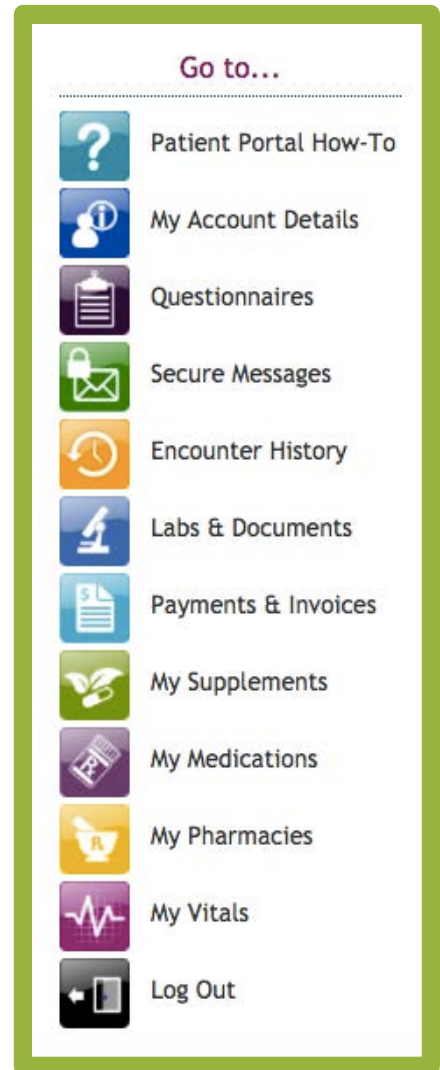 Go to...
Patient Portal How-To
My Account Details
Questionnaires
Secure Messages
Encounter History
Labs & Documents
Payments & Invoices
My Supplements
My Medications
My Pharmacies
My Vitals
Log Out